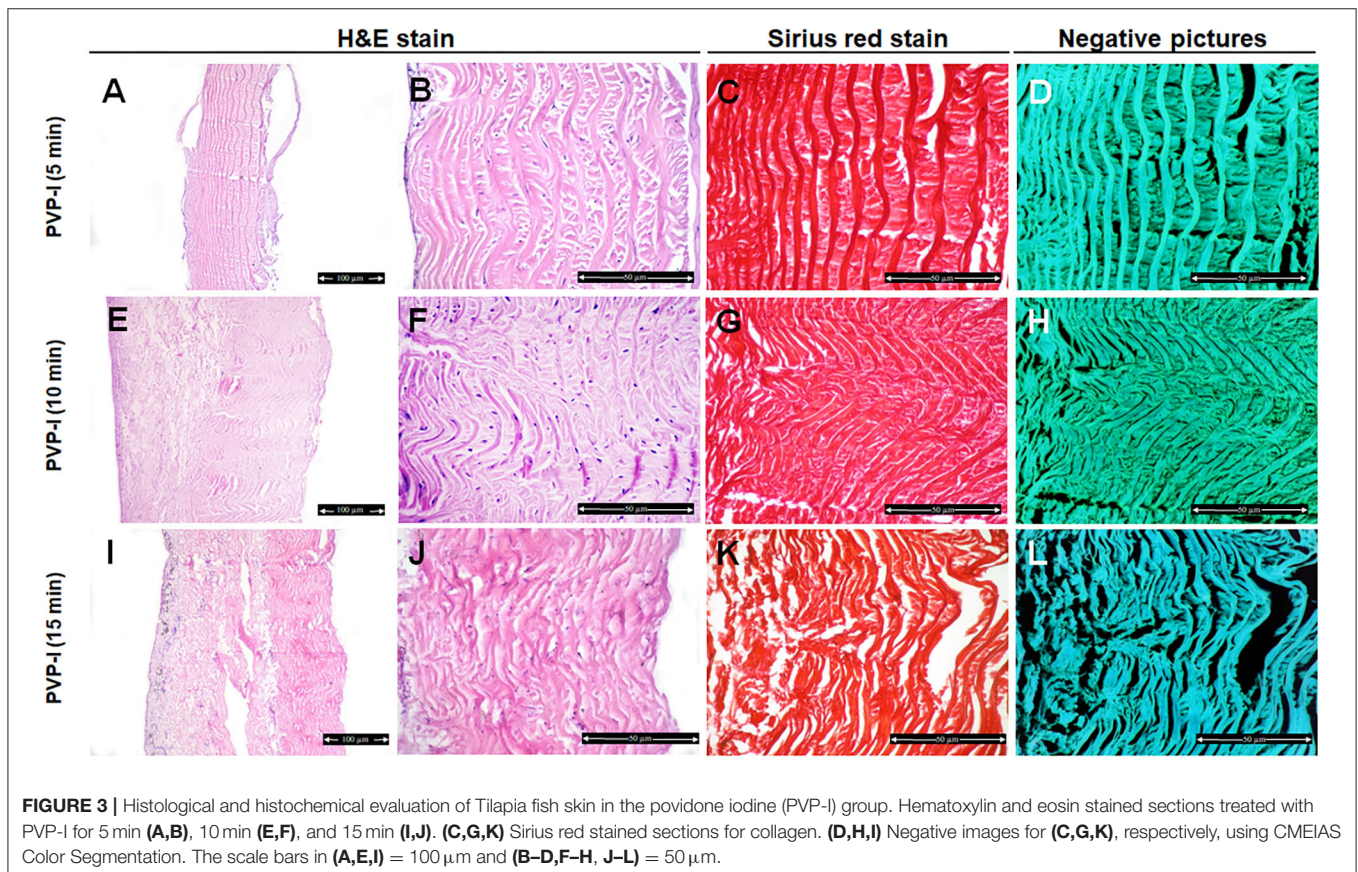 H&E stain Sirius red stain Negative pictures
PVP-I (5 min)
A B C D
100 µm 50 µm 50 µm 50 µm
PVP-I (10 min)
E F G H
100 µm 50 µm 50 µm 50 µm
PVP-I (15 min)
I J K L
100 µm 50 µm 50 µm 50 µm
FIGURE 3 | Histological and histochemical evaluation of Tilapia fish skin in the povidone iodine (PVP-I) group. Hematoxylin and eosin stained sections treated with
PVP-I for 5 min (A,B), 10 min (E,F), and 15 min (I,J). (C,G,K) Sirius red stained sections for collagen. (D,H,I) Negative images for (C,G,K), respectively, using CMEIAS
Color Segmentation. The scale bars in (A,E,I) = 100 µm and (B–D,F–H, J–L) = 50 µm.